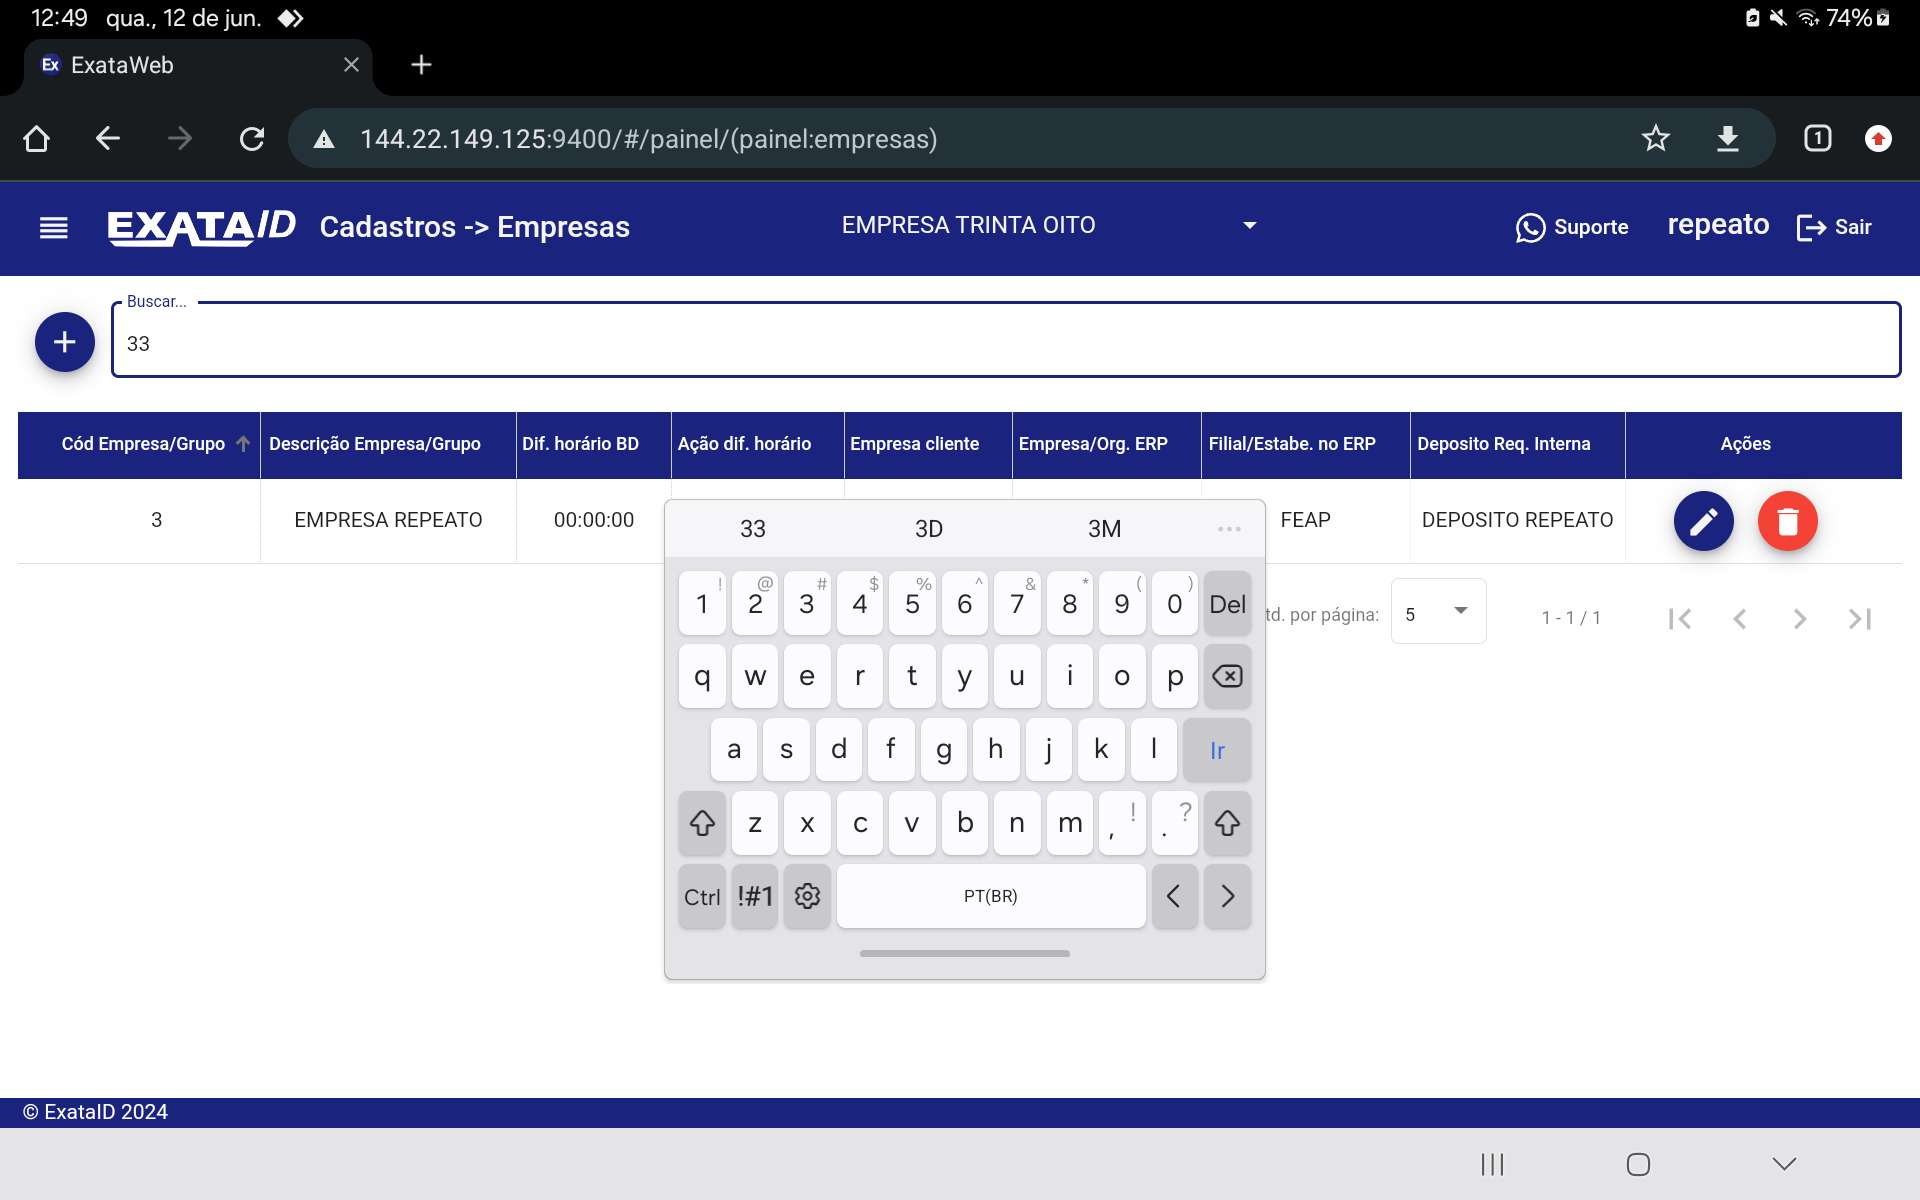 12:49 qua., 12 de jun. 74%
Ex ExataWeb
144.22.149.125:9400/#/painel/(painel:empresas) 1
EXATA/ID Cadastros -> Empresas EMPRESA TRINTA OITO Suporte repeato Sair
Buscar...
33
Cód Empresa/Grupo Descrição Empresa/Grupo Dif. horário BD Ação dif. horário Empresa cliente Empresa/Org. ERP Filial/Estabe. no ERP Deposito Req. Interna Ações
3 EMPRESA REPEATO 00:00:00 FEAP DEPOSITO REPEATO
33 3D 3M ...
! @ # $ % ^ & * ( )
1 2 3 4 5 6 7 8 9 0 Del
td. por página: 5 1 - 1 / 1
q w e r t y u i o p
a s d f g h j k l Ir
z x c v b n m , ! . ?
Ctrl !#1 PT(BR) < >
© ExataID 2024